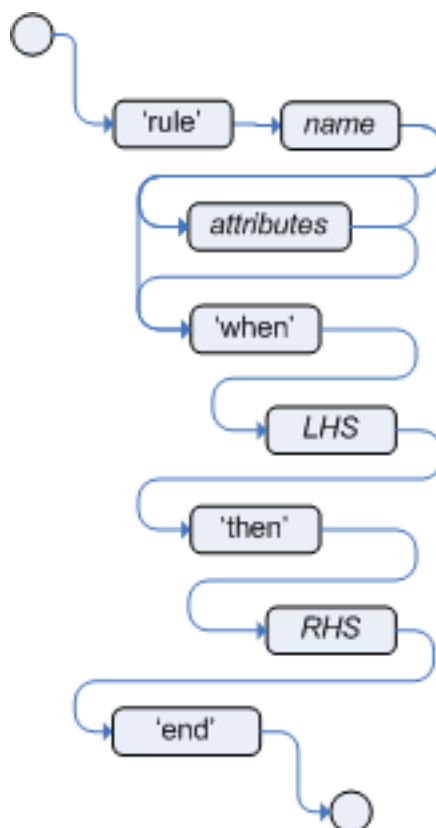 ‘rule’ name
attributes
‘when’
LHS
‘then’
RHS
‘end’